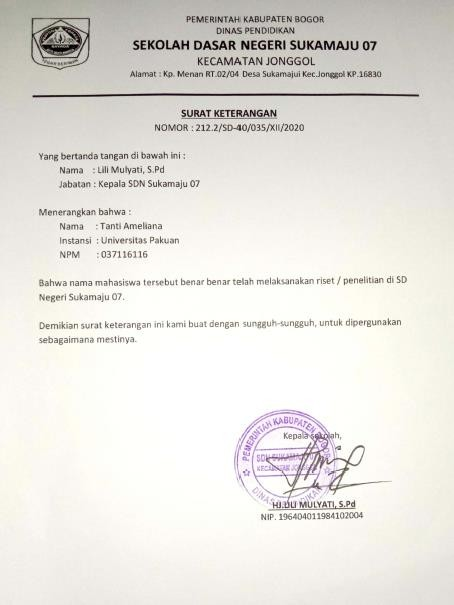 PEMERINTAH KABUPATEN BOGOR
DINAS PENDIDIKAN
SEKOLAH DASAR NEGERI SUKAMAJU 07
KECAMATAN JONGGOL
Alamat : Kp. Menan RT.02/04 Desa Sukamajui Kec.Jonggol KP.16830
SURAT KETERANGAN
NOMOR : 212.2/SD-40/035/XII/2020
Yang bertanda tangan di bawah ini :
Nama : Lili Mulyati, S.Pd
Jabatan : Kepala SDN Sukamaju 07
Menerangkan bahwa :
Nama : Tanti Ameliana
Instansi : Universitas Pakuan
NPM : 037116116
Bahwa nama mahasiswa tersebut benar benar telah melaksanakan riset / penelitian di SD
Negeri Sukamaju 07.
Demikian surat keterangan ini kami buat dengan sungguh-sungguh, untuk dipergunakan
sebagaimana mestinya.
Kepala sekolah,
PEMERINTAH KABUPATEN BOGOR
SDN SUKAMAJU 07
KECAMATAN JONGGOL
DINAS PENDIDIKAN
HJ.LILI MULYATI, S.Pd
NIP. 196404011984102004